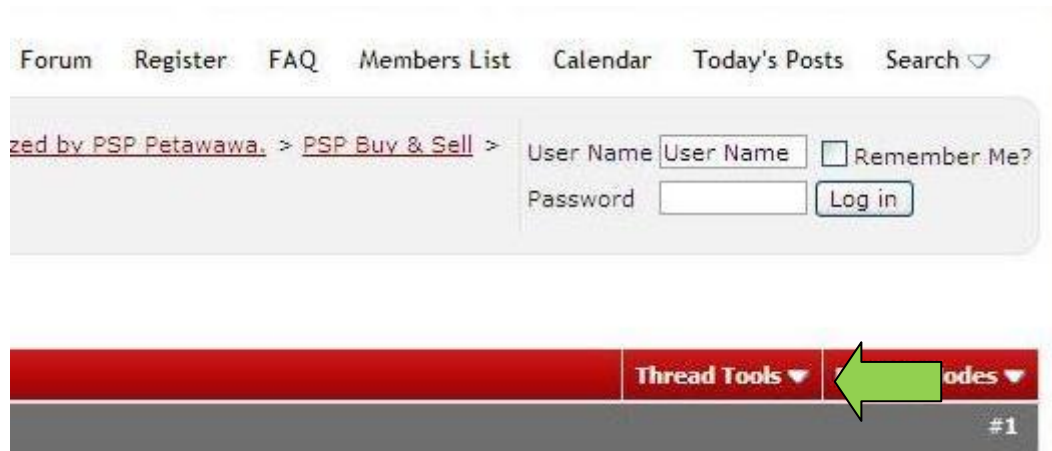 Forum Register FAQ Members List Calendar Today's Posts Search
zed by PSP Petawawa. > PSP Buy & Sell >
User Name User Name Remember Me?
Password Log in
Thread Tools odes
#1